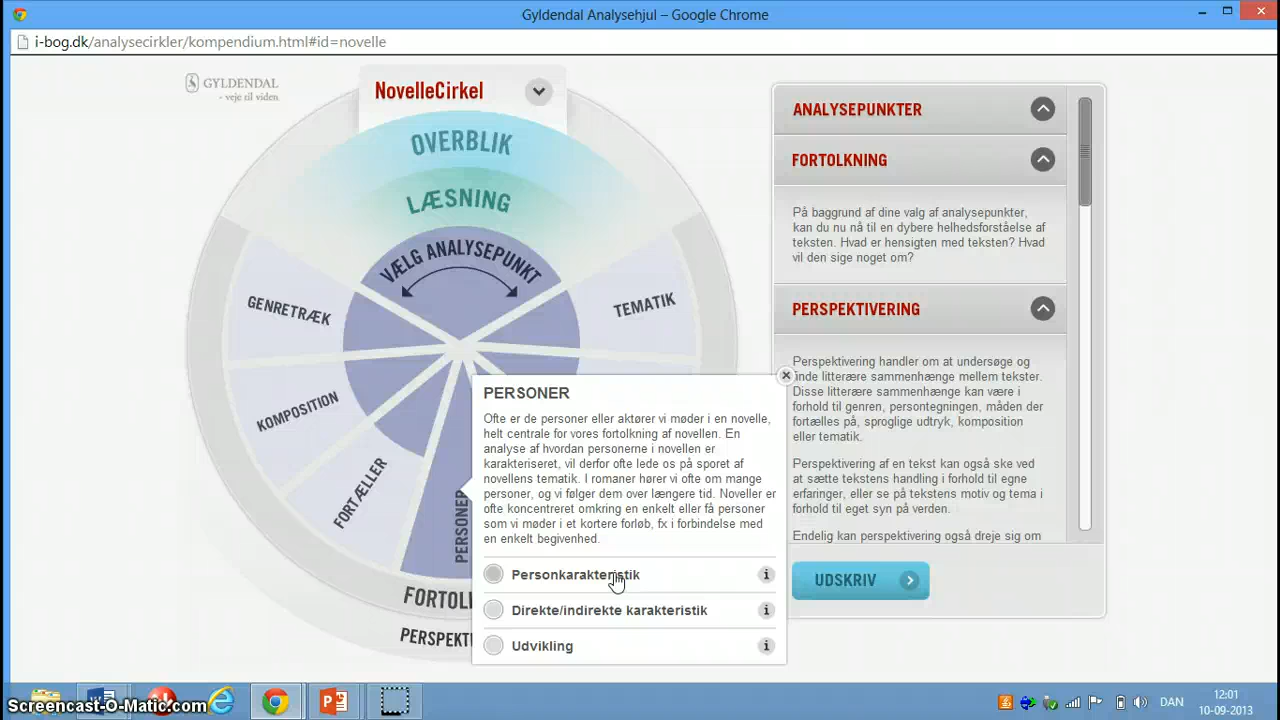 Gyldendal Analysehjul – Google Chrome
i-bog.dk/analysecirkler/kompendium.html#id=novelle
GYLDENDAL
- veje til viden
NovelleCirkel
OVERBLIK
LÆSNING
VÆLG ANALYSEPUNKT
GENRETRÆK
TEMATIK
KOMPOSITION
FORTÆLLER
PERSONER
FORTOL
PERSPEKT
PERSONER
Ofte er de personer eller aktører vi møder i en novelle,
helt centrale for vores fortolkning af novellen. En
analyse af hvordan personerne i novellen er
karakteriseret, vil derfor ofte lede os på sporet af
novellens tematik. I romaner hører vi ofte om mange
personer, og vi følger dem over længere tid. Noveller er
ofte koncentreret omkring en enkelt eller få personer
som vi møder i et kortere forløb, fx i forbindelse med
en enkelt begivenhed.
Personkarakteristik
Direkte/indirekte karakteristik
Udvikling
ANALYSEPUNKTER
FORTOLKNING
På baggrund af dine valg af analysepunkter,
kan du nu nå til en dybere helhedsforståelse af
teksten. Hvad er hensigten med teksten? Hvad
vil den sige noget om?
PERSPEKTIVERING
Perspektivering handler om at undersøge og
finde litterære sammenhænge mellem tekster.
Disse litterære sammenhænge kan være i
forhold til genren, persontegningen, måden der
fortælles på, sproglige udtryk, komposition
eller tematik.
Perspektivering af en tekst kan også ske ved
at sætte tekstens handling i forhold til egne
erfaringer, eller se på tekstens motiv og tema i
forhold til eget syn på verden.
Endelig kan perspektivering også dreje sig om
UDSKRIV
Screencast-O-Matic.com
DAN
12:01
10-09-2013